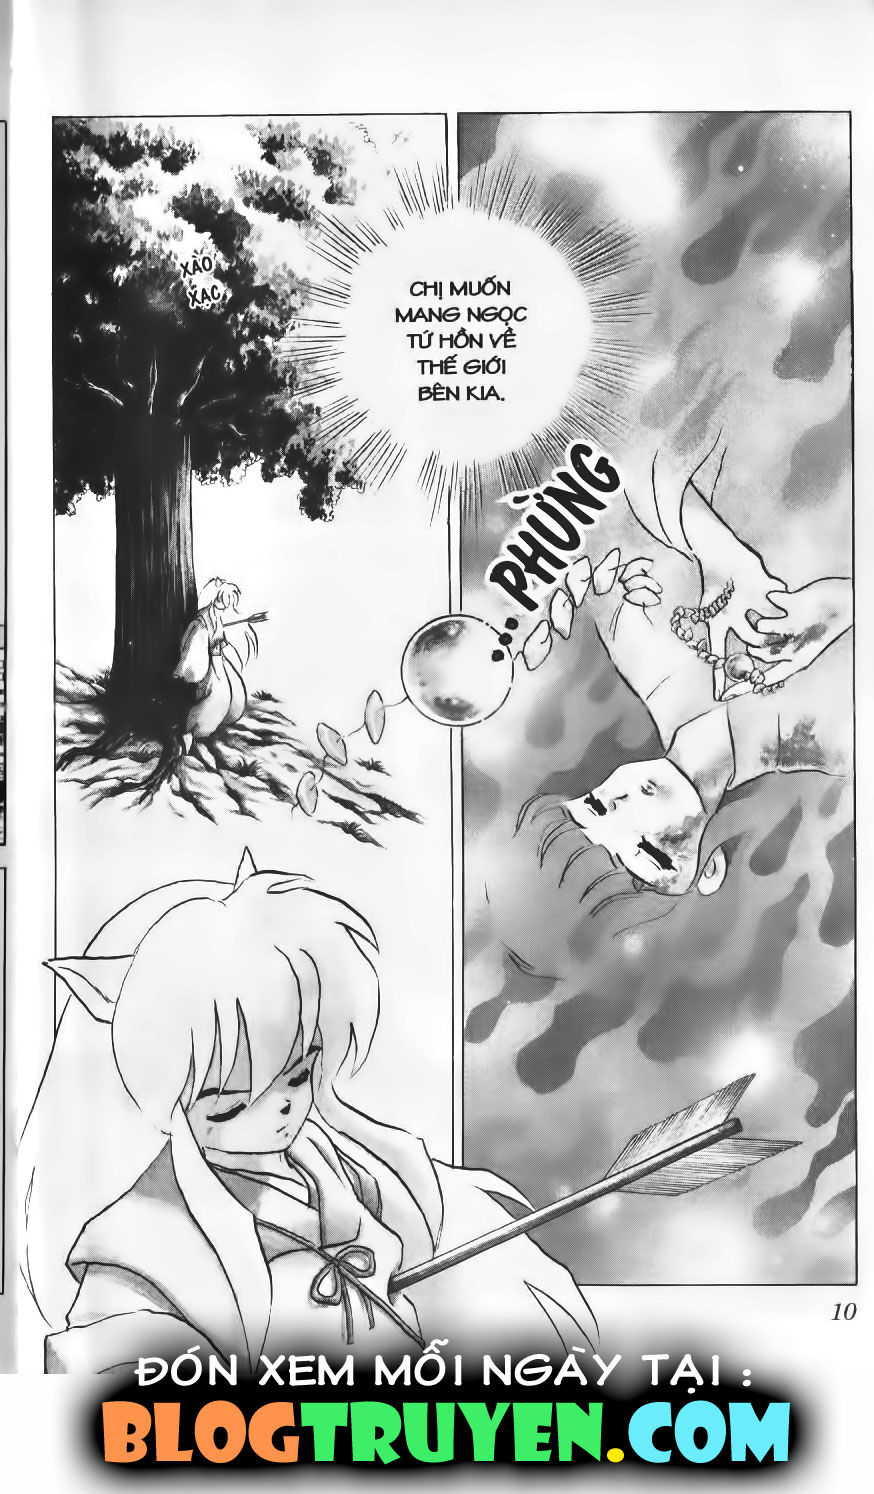 XÀO
XẠC
CHỊ MUỐN
MANG NGỌC
TỨ HỒN VỀ
THẾ GIỚI
BÊN KIA.
...PHÙNG
10
ĐÓN XEM MỖI NGÀY TẠI :
BLOGTRUYEN.COM